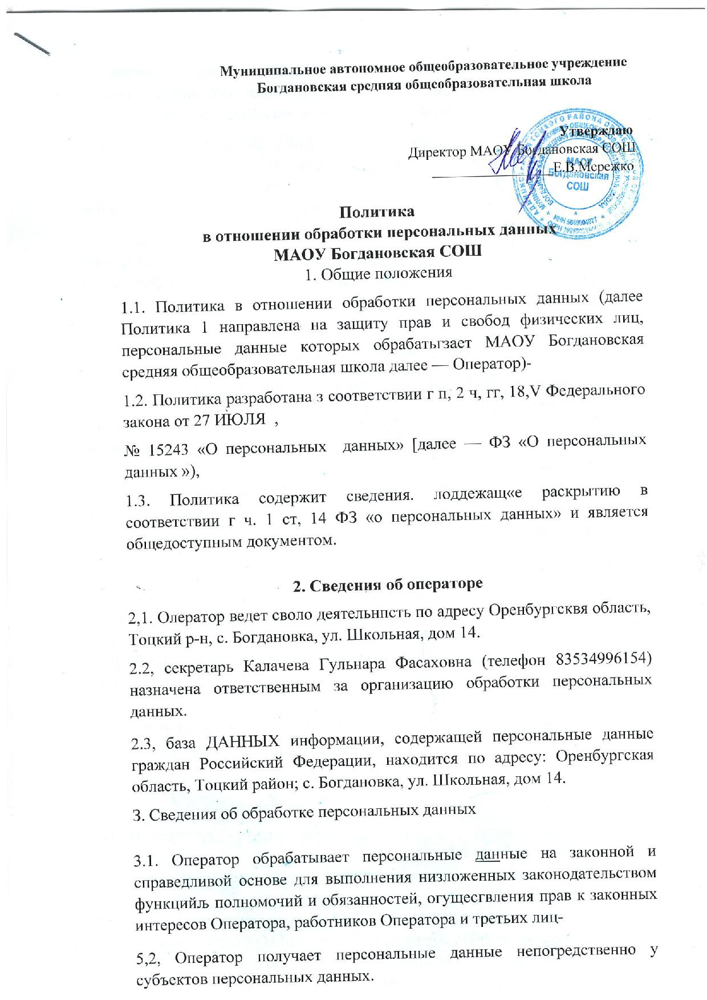 Муниципальное автономное общеобразовательное учреждение
Богдановская средняя общеобразовательная школа
Утверждаю
Директор МАОУ Богдановская СОШ
Е.В.Мережко
МАОУ
Богдановская
СОШ
Политика
в отношении обработки персональных данных
МАОУ Богдановская СОШ
1. Общие положения
1.1. Политика в отношении обработки персональных данных (далее
Политика 1 направлена на защиту прав и свобод физических лиц,
персональные данные которых обрабатьгзает МАОУ Богдановская
средняя общеобразовательная школа далее — Оператор)-
1.2. Политика разработана з соответствии г п, 2 ч, гг, 18,V Федерального
закона от 27 ИЮЛЯ ,
№ 15243 «О персональных данных» [далее — ФЗ «О персональных
данных »),
1.3. Политика содержит сведения. лоддежащ«е раскрытию в
соответствии г ч. 1 ст, 14 ФЗ «о персональных данных» и является
общедоступным документом.
2. Сведения об операторе
2,1. Олератор ведет сволο деятельнпсть по адресу Оренбургсквя область,
Тоцкий р-н, с. Богдановка, ул. Школьная, дом 14.
2.2, секретарь Калачева Гульнара Фасаховна (телефон 83534996154)
назначена ответственным за организацию обработки персональных
данных.
2.3, база ДАННЫХ информации, содержащей персональные данные
граждан Российский Федерации, находится по адресу: Оренбургская
область, Тоцкий район; с. Богдановка, ул. Школьная, дом 14.
3. Сведения об обработке персональных данных
3.1. Оператор обрабатывает персональные данные на законной и
справедливой основе для выполнения низложенных законодательством
функцийљ полномочий и обязанностей, огущесгвления прав к законных
интересов Оператора, работников Оператора и третьих лиц-
5,2, Оператор получает персональные данные непогредственно у
субъектов персональных данных.